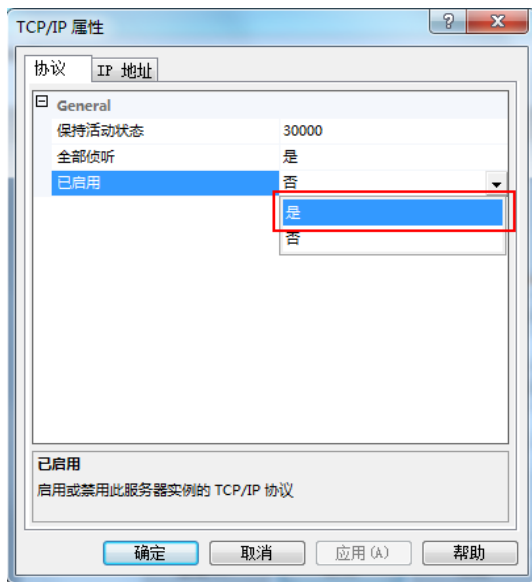 TCP/IP 属性
协议 IP 地址
General
保持活动状态 30000
全部侦听 是
已启用 否
是
否
已启用
启用或禁用此服务器实例的 TCP/IP 协议
确定 取消 应用(A) 帮助